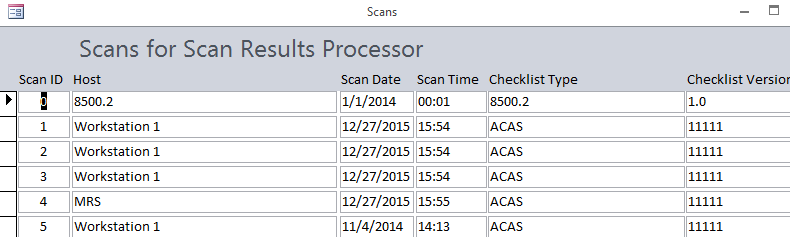 Scans
Scans for Scan Results Processor
Scan ID Host Scan Date Scan Time Checklist Type Checklist Version
0 8500.2 1/1/2014 00:01 8500.2 1.0
1 Workstation 1 12/27/2015 15:54 ACAS 11111
2 Workstation 1 12/27/2015 15:54 ACAS 11111
3 Workstation 1 12/27/2015 15:54 ACAS 11111
4 MRS 12/27/2015 15:55 ACAS 11111
5 Workstation 1 11/4/2014 14:13 ACAS 11111